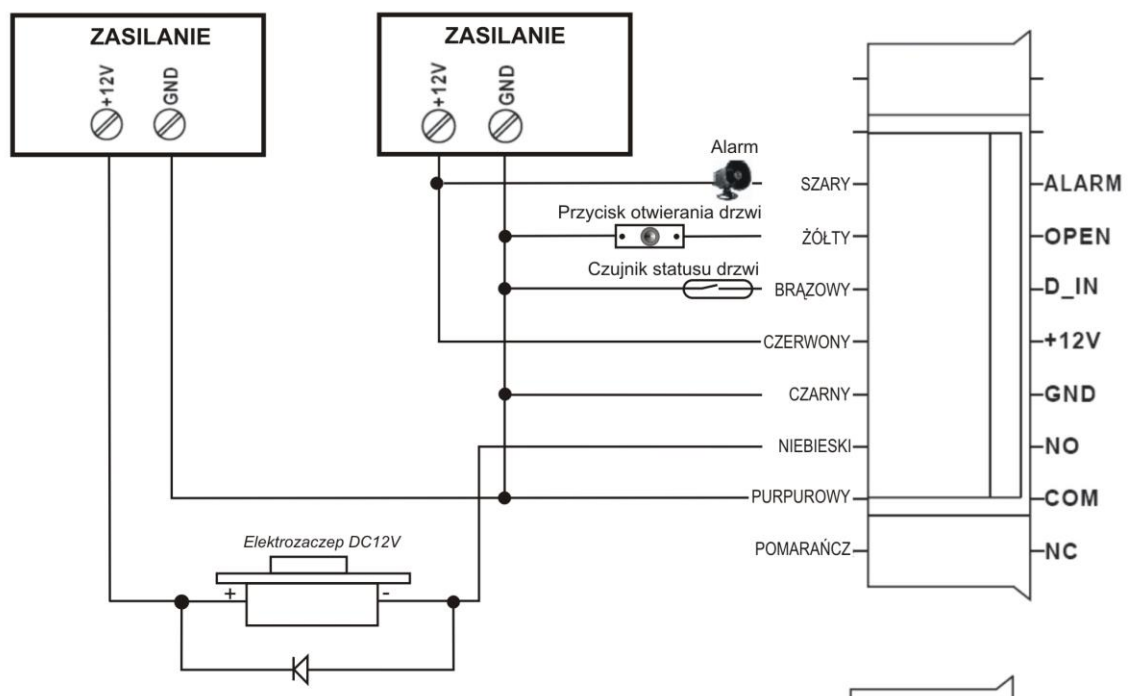 ZASILANIE
+12V
GND
ZASILANIE
+12V
GND
Alarm
SZARY
ALARM
Przycisk otwierania drzwi
ŻÓŁTY
OPEN
Czujnik statusu drzwi
BRĄZOWY
D_IN
CZERWONY
+12V
CZARNY
GND
NIEBIESKI
NO
PURPUROWY
COM
POMARAŃCZ
NC
Elektrozaczep DC12V
+
-